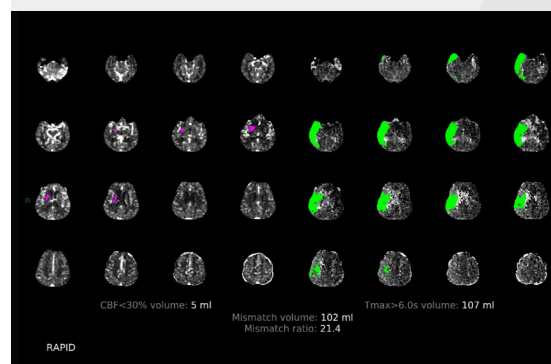 R
CBF<30% volume: 5 ml Tmax>6.0s volume: 107 ml
Mismatch volume: 102 ml
Mismatch ratio: 21.4
RAPID